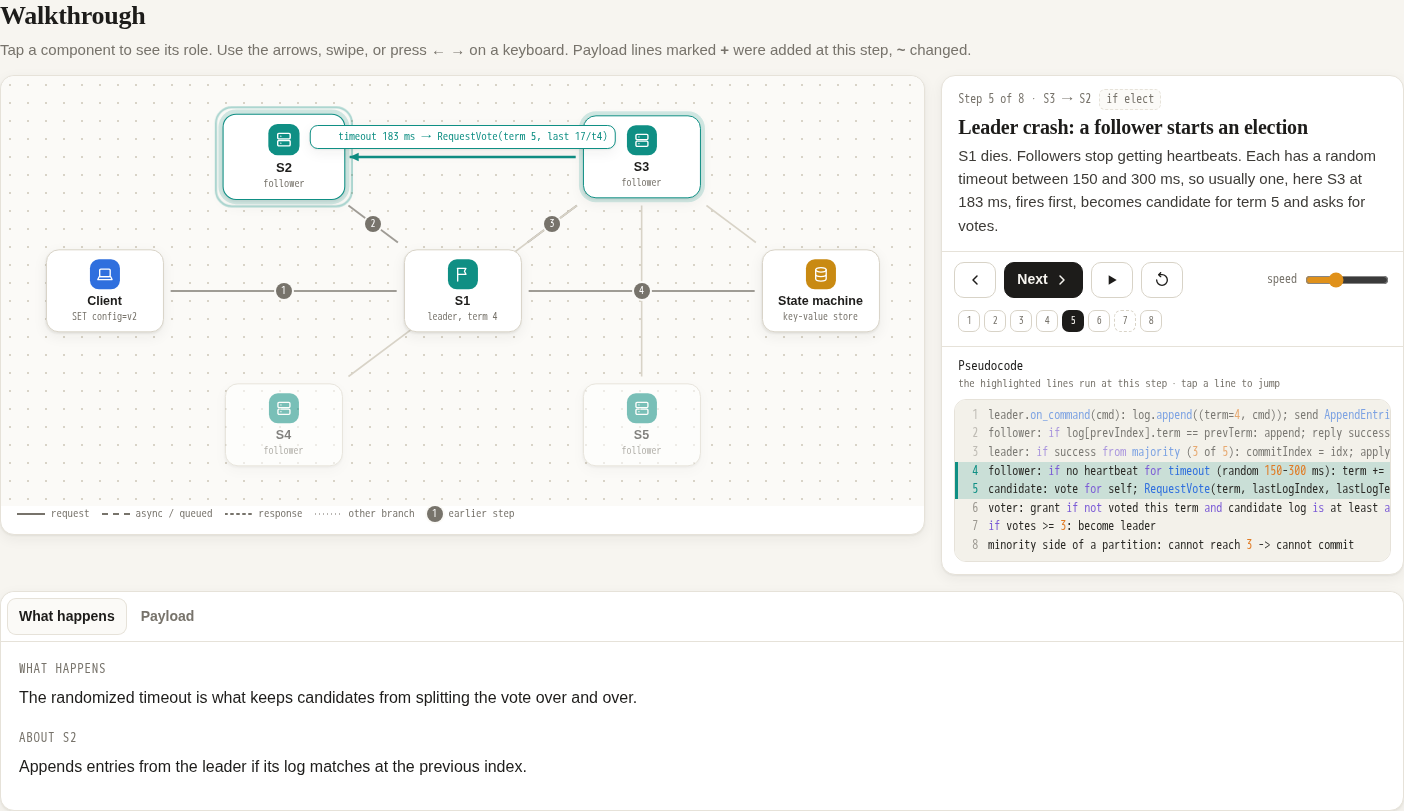 Walkthrough
Tap a component to see its role. Use the arrows, swipe, or press ← → on a keyboard. Payload lines marked + were added at this step, ~ changed.
timeout 183 ms → RequestVote(term 5, last 17/t4)
S2
follower
S3
follower
2
3
Client
SET config=v2
1
S1
leader, term 4
4
State machine
key-value store
S4
follower
S5
follower
request
async / queued
response
other branch
1 earlier step
Step 5 of 8 · S3 → S2 if elect
Leader crash: a follower starts an election
S1 dies. Followers stop getting heartbeats. Each has a random
timeout between 150 and 300 ms, so usually one, here S3 at
183 ms, fires first, becomes candidate for term 5 and asks for
votes.
Next
speed
1 2 3 4 5 6 7 8
Pseudocode
the highlighted lines run at this step · tap a line to jump
1 leader.on_command(cmd): log.append((term=4, cmd)); send AppendEntri
2 follower: if log[prevIndex].term == prevTerm: append; reply success
3 leader: if success from majority (3 of 5): commitIndex = idx; apply
4 follower: if no heartbeat for timeout (random 150-300 ms): term +=
5 candidate: vote for self; RequestVote(term, lastLogIndex, lastLogTe
6 voter: grant if not voted this term and candidate log is at least a
7 if votes >= 3: become leader
8 minority side of a partition: cannot reach 3 -> cannot commit
What happens
Payload
WHAT HAPPENS
The randomized timeout is what keeps candidates from splitting the vote over and over.
ABOUT S2
Appends entries from the leader if its log matches at the previous index.